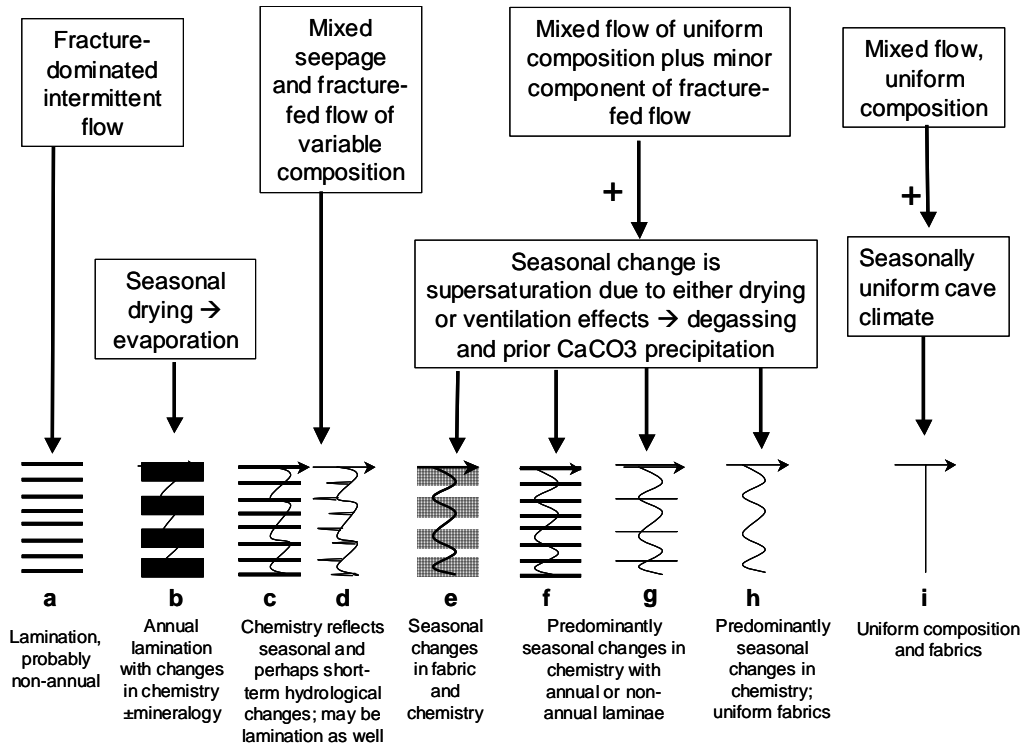 Fracture-
dominated
intermittent
flow
Mixed
seepage
and fracture-
fed flow of
variable
composition
Mixed flow of uniform
composition plus minor
component of fracture-
fed flow
Mixed flow,
uniform
composition
+
+
Seasonal
drying →
evaporation
Seasonal change is
supersaturation due to either drying
or ventilation effects → degassing
and prior CaCO3 precipitation
Seasonally
uniform cave
climate
a
Lamination,
probably
non-annual
b
Annual
lamination
with changes
in chemistry
±mineralogy
c d
Chemistry reflects
seasonal and
perhaps short-
term hydrological
changes; may be
lamination as well
e
Seasonal
changes
in fabric
and
chemistry
f g
Predominantly
seasonal changes in
chemistry with
annual or non-
annual laminae
h
Predominantly
seasonal
changes in
chemistry;
uniform fabrics
i
Uniform composition
and fabrics